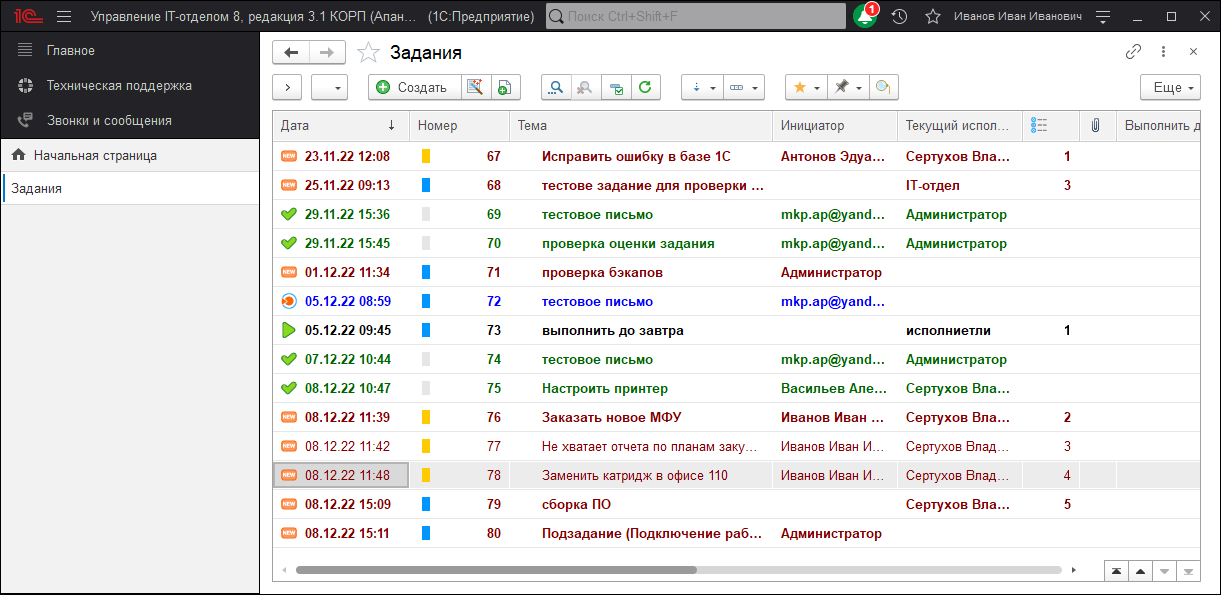 1С Управление IT-отделом 8, редакция 3.1 КОРП (Апан... (1С:Предприятие) Поиск Ctrl+Shift+F 1 Иванов Иван Иванович
Главное
Техническая поддержка
Звонки и сообщения
Начальная страница
Задания
Задания
Создать Еще
Дата Номер Тема Инициатор Текущий испол... Выполнить д
NEW 23.11.22 12:08 67 Исправить ошибку в базе 1С Антонов Эдуа... Сертухов Вла... 1
NEW 25.11.22 09:13 68 тестове задание для проверки ... IT-отдел 3
29.11.22 15:36 69 тестовое письмо mkp.ap@yand... Администратор
29.11.22 15:45 70 проверка оценки задания mkp.ap@yand... Администратор
NEW 01.12.22 11:34 71 проверка бэкапов Администратор
05.12.22 08:59 72 тестовое письмо mkp.ap@yand...
05.12.22 09:45 73 выполнить до завтра исполниетли 1
07.12.22 10:44 74 тестовое письмо mkp.ap@yand... Администратор
08.12.22 10:47 75 Настроить принтер Васильев Але... Сертухов Вла...
NEW 08.12.22 11:39 76 Заказать новое МФУ Иванов Иван ... Сертухов Вла... 2
NEW 08.12.22 11:42 77 Не хватает отчета по планам заку... Иванов Иван И... Сертухов Влад... 3
NEW 08.12.22 11:48 78 Заменить катридж в офисе 110 Иванов Иван И... Сертухов Влад... 4
NEW 08.12.22 15:09 79 сборка ПО Сертухов Вла... 5
NEW 08.12.22 15:11 80 Подзадание (Подключение раб... Администратор